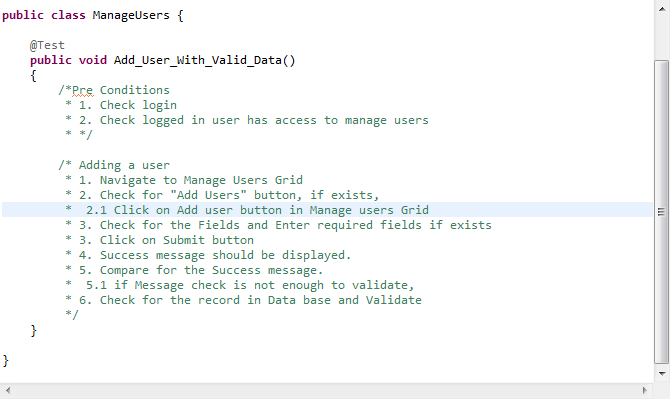 public class ManageUsers {
@Test
public void Add_User_With_Valid_Data()
{
/*Pre Conditions
* 1. Check login
* 2. Check logged in user has access to manage users
* */
/* Adding a user
* 1. Navigate to Manage Users Grid
* 2. Check for "Add Users" button, if exists,
*  2.1 Click on Add user button in Manage users Grid
* 3. Check for the Fields and Enter required fields if exists
* 3. Click on Submit button
* 4. Success message should be displayed.
* 5. Compare for the Success message.
*  5.1 if Message check is not enough to validate,
* 6. Check for the record in Data base and Validate
*/
}
}